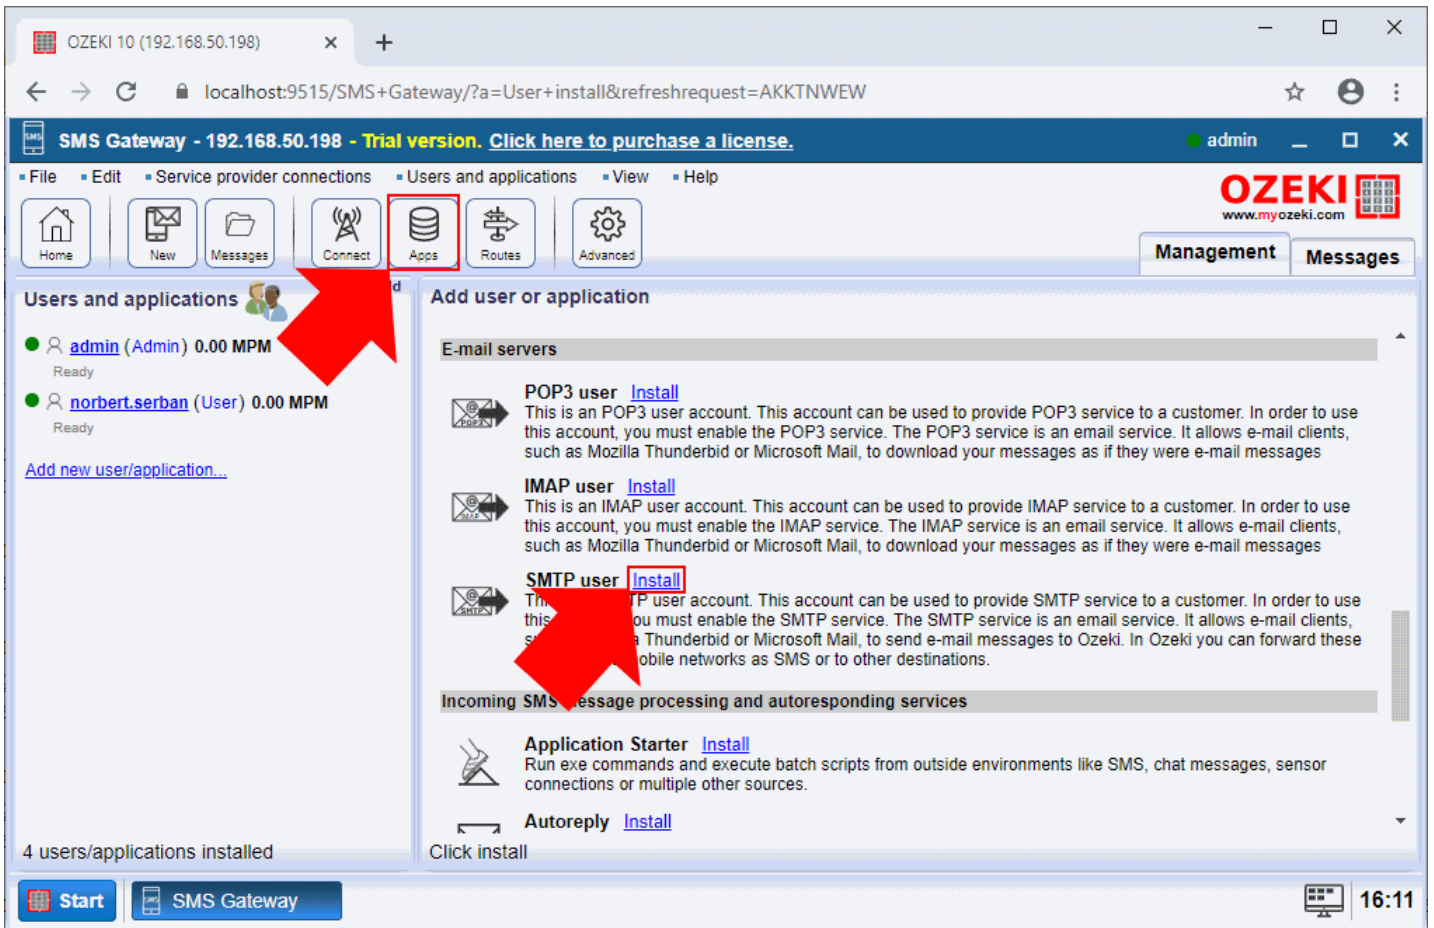 OZEKI 10 (192.168.50.198)
localhost:9515/SMS+Gateway/?a=User+install&refreshrequest=AKKTNWEW
SMS Gateway - 192.168.50.198 - Trial version. Click here to purchase a license.
admin
File Edit Service provider connections Users and applications View Help
OZEKI
www.myozeki.com
Home New Messages Connect Apps Routes Advanced
Management Messages
Users and applications
d
admin (Admin) 0.00 MPM
Ready
norbert.serban (User) 0.00 MPM
Ready
Add new user/application...
4 users/applications installed
Add user or application
E-mail servers
POP3 user Install
This is an POP3 user account. This account can be used to provide POP3 service to a customer. In order to use
this account, you must enable the POP3 service. The POP3 service is an email service. It allows e-mail clients,
such as Mozilla Thunderbid or Microsoft Mail, to download your messages as if they were e-mail messages
IMAP user Install
This is an IMAP user account. This account can be used to provide IMAP service to a customer. In order to use
this account, you must enable the IMAP service. The IMAP service is an email service. It allows e-mail clients,
such as Mozilla Thunderbid or Microsoft Mail, to download your messages as if they were e-mail messages
SMTP user Install
user account. This account can be used to provide SMTP service to a customer. In order to use
this must enable the SMTP service. The SMTP service is an email service. It allows e-mail clients,
Thunderbid or Microsoft Mail, to send e-mail messages to Ozeki. In Ozeki you can forward these
networks as SMS or to other destinations.
Incoming SMS message processing and autoresponding services
Application Starter Install
Run exe commands and execute batch scripts from outside environments like SMS, chat messages, sensor
connections or multiple other sources.
Autoreply Install
Click install
Start SMS Gateway
16:11